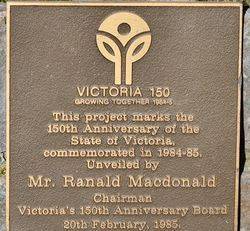 VICTORIA 150
GROWING TOGETHER 1984-5
This project marks the
150th Anniversary of the
State of Victoria,
commemorated in 1984-85.
Unveiled by
Mr. Ranald Macdonald
Chairman
Victoria's 150th Anniversary Board
20th February, 1985.